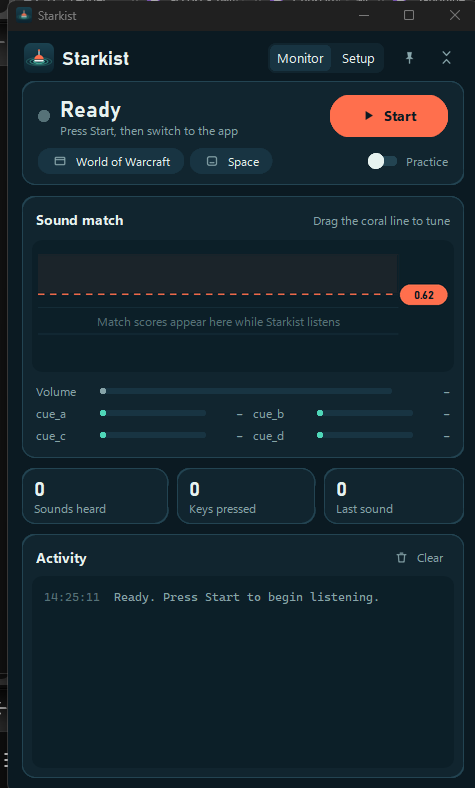 Starkist
Starkist
Monitor
Setup
Ready
Press Start, then switch to the app
Start
World of Warcraft
Space
Practice
Sound match
Drag the coral line to tune
0.62
Match scores appear here while Starkist listens
Volume –
cue_a – cue_b –
cue_c – cue_d –
0
Sounds heard
0
Keys pressed
0
Last sound
Activity
Clear
14:25:11 Ready. Press Start to begin listening.